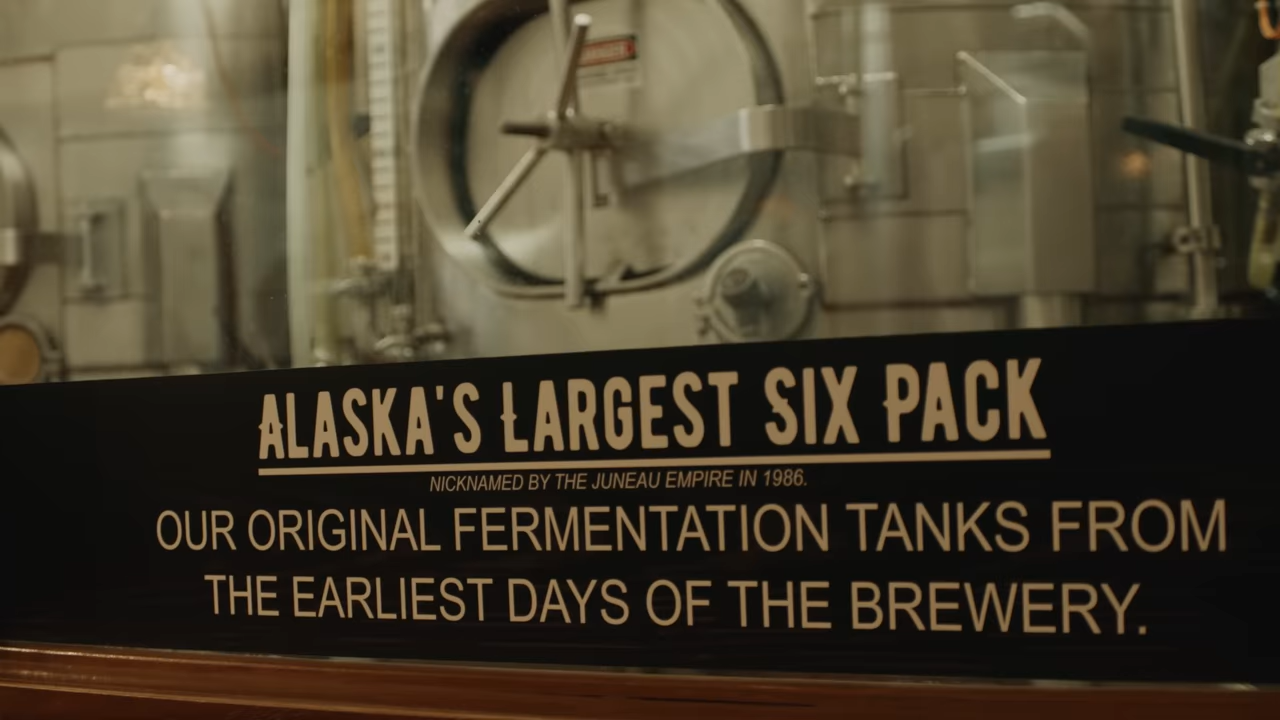 DANGER
ALASKA'S LARGEST SIX PACK
NICKNAMED BY THE JUNEAU EMPIRE IN 1986.
OUR ORIGINAL FERMENTATION TANKS FROM
THE EARLIEST DAYS OF THE BREWERY.